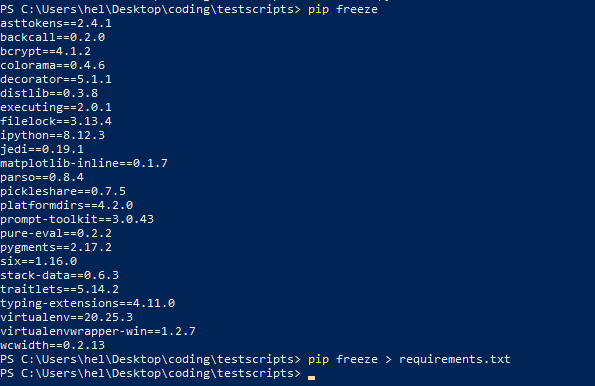 PS C:\Users\hel\Desktop\coding\testscripts> pip freeze
asttokens==2.4.1
backcall==0.2.0
bcrypt==4.1.2
colorama==0.4.6
decorator==5.1.1
distlib==0.3.8
executing==2.0.1
filelock==3.13.4
ipython==8.12.3
jedi==0.19.1
matplotlib-inline==0.1.7
parso==0.8.4
pickleshare==0.7.5
platformdirs==4.2.0
prompt-toolkit==3.0.43
pure-eval==0.2.2
pygments==2.17.2
six==1.16.0
stack-data==0.6.3
traitlets==5.14.2
typing-extensions==4.11.0
virtualenv==20.25.3
virtualenvwrapper-win==1.2.7
wcwidth==0.2.13
PS C:\Users\hel\Desktop\coding\testscripts> pip freeze > requirements.txt
PS C:\Users\hel\Desktop\coding\testscripts>